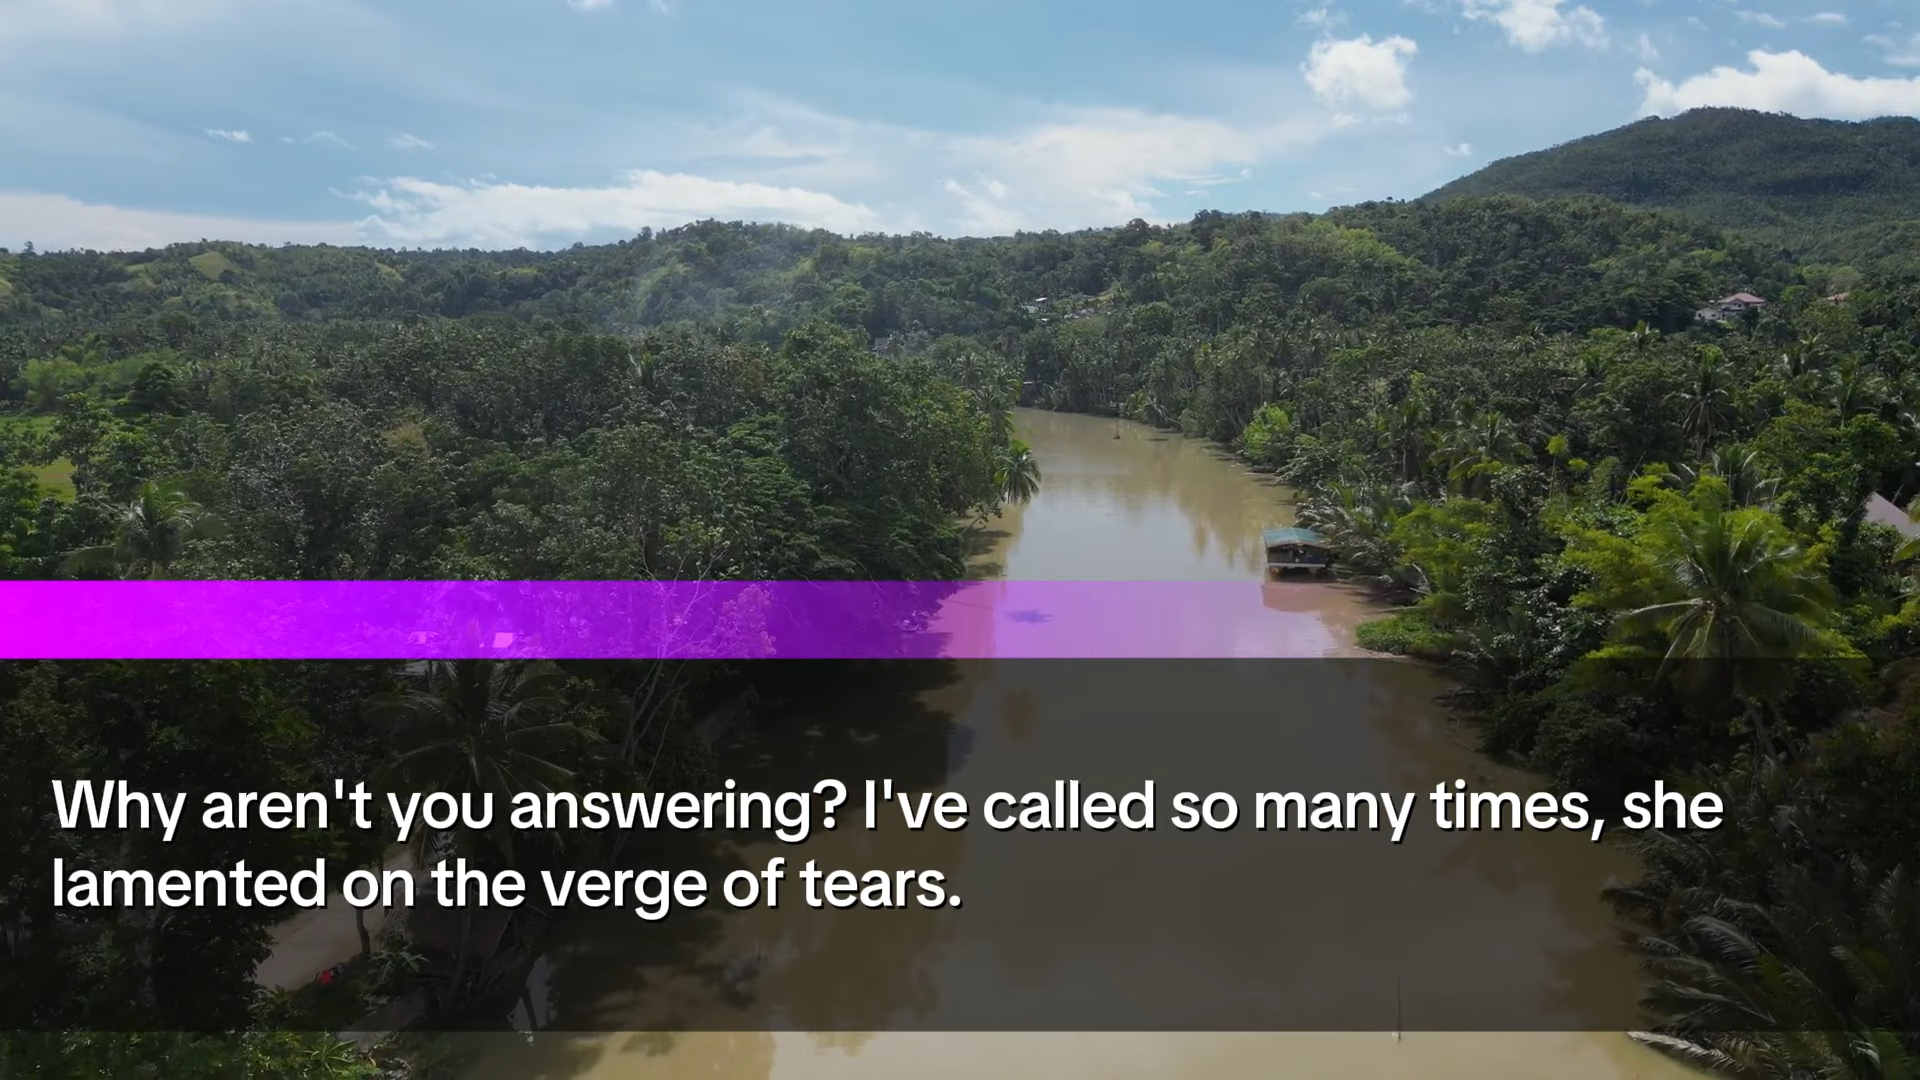 Why aren't you answering? I've called so many times, she
lamented on the verge of tears.